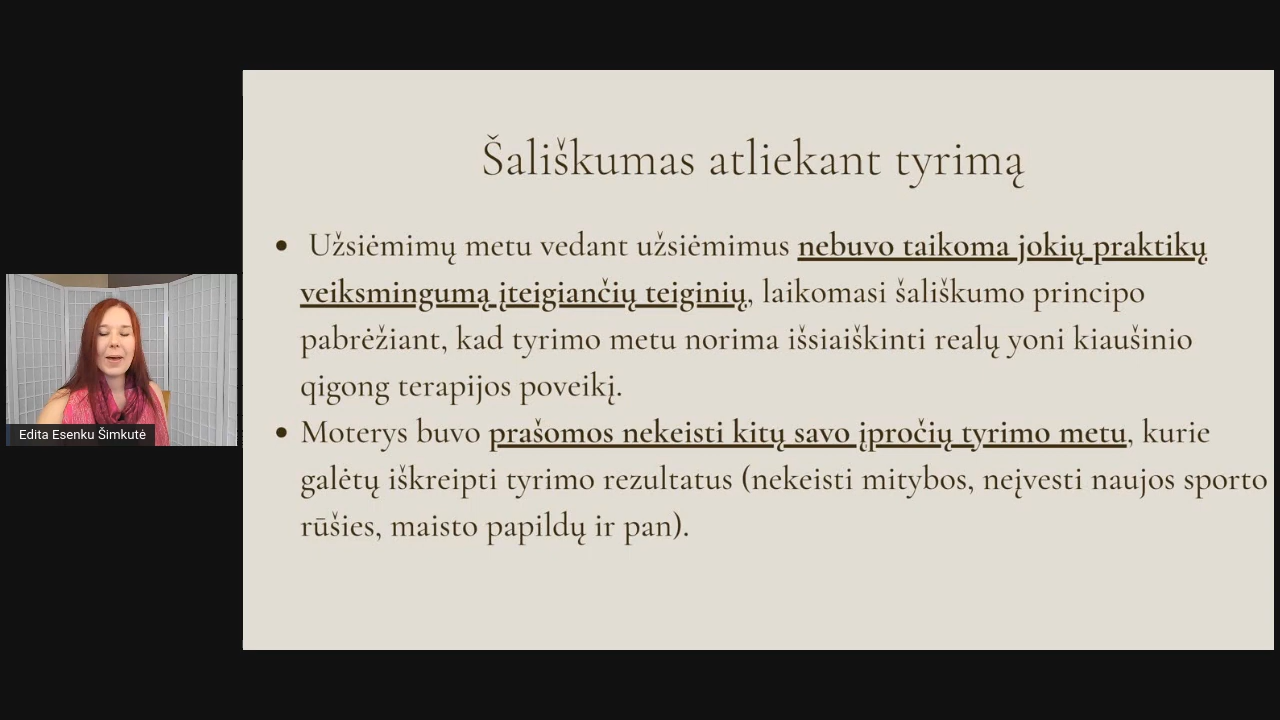 Šališkumas atliekant tyrimą
Užsiėmimų metu vedant užsiėmimus nebuvo taikoma jokių praktikų
veiksmingumą įteigiančių teiginių, laikomasi šališkumo principo
pabrėžiant, kad tyrimo metu norima išsiaiškinti realų yoni kiaušinio
qigong terapijos poveikį.
Moterys buvo prašomos nekeisti kitų savo įpročių tyrimo metu, kurie
galėtų iškreipti tyrimo rezultatus (nekeisti mitybos, neįvesti naujos sporto
rūšies, maisto papildų ir pan).
Edita Esenku Šimkutė